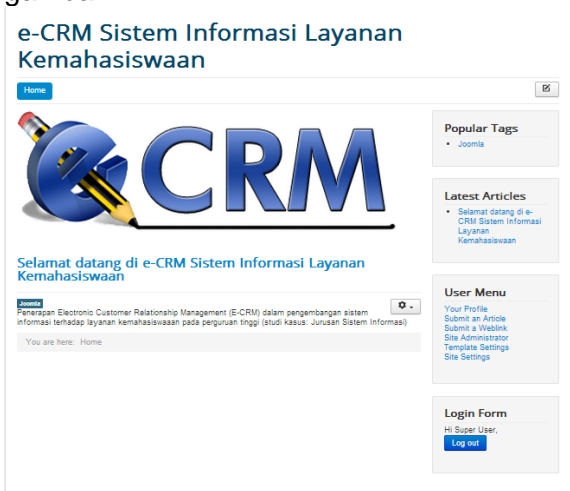 e-CRM Sistem Informasi Layanan
Kemahasiswaan
Home
eCRM
Selamat datang di e-CRM Sistem Informasi Layanan
Kemahasiswaan
Joomla
Penerapan Electronic Customer Relationship Management (E-CRM) dalam pengembangan sistem
informasi terhadap layanan kemahasiswaaan pada perguruan tinggi (studi kasus: Jurusan Sistem Informasi)
You are here: Home
Popular Tags
Joomla
Latest Articles
Selamat datang di e-
CRM Sistem Informasi
Layanan
Kemahasiswaan
User Menu
Your Profile
Submit an Article
Submit a Weblink
Site Administrator
Template Settings
Site Settings
Login Form
Hi Super User,
Log out